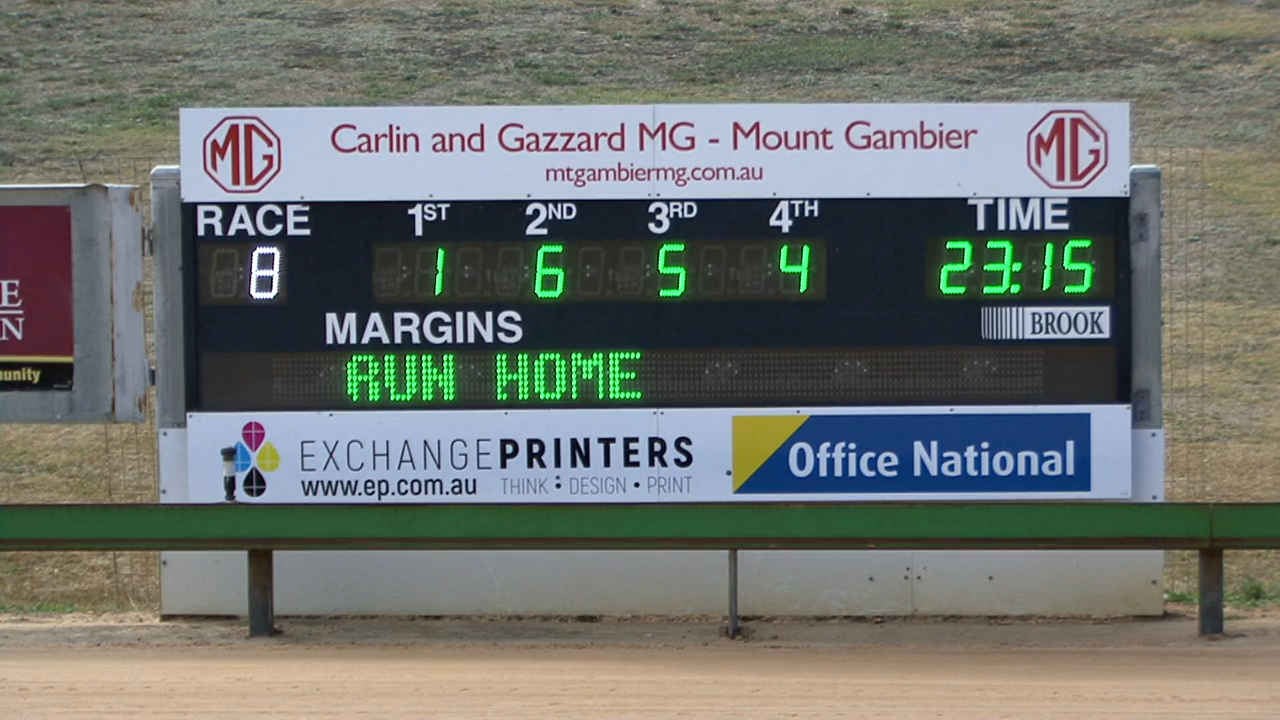 MG
Carlin and Gazzard MG - Mount Gambier
MG
mtgambiermg.com.au
RACE 1ST 2ND 3RD 4TH TIME
8 1 6 5 4 23:15
MARGINS
BROOK
RUN HOME
E
N
unity
EXCHANGEPRINTERS
www.ep.com.au
THINK • DESIGN • PRINT
Office National